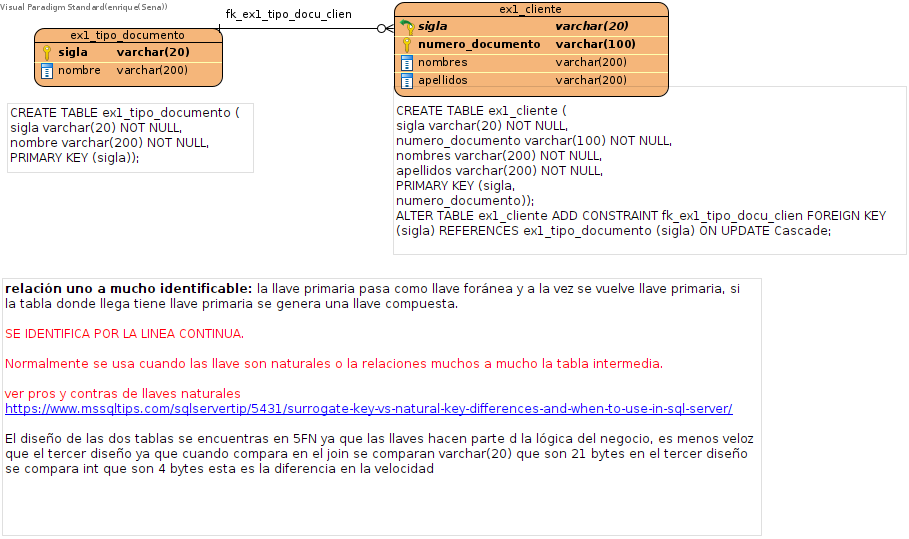 Visual Paradigm Standard(enrique(Sena))
fk_ex1_tipo_docu_clien
ex1_tipo_documento
sigla varchar(20)
nombre varchar(200)
ex1_cliente
sigla varchar(20)
numero_documento varchar(100)
nombres varchar(200)
apellidos varchar(200)
CREATE TABLE ex1_tipo_documento (
sigla varchar(20) NOT NULL,
nombre varchar(200) NOT NULL,
PRIMARY KEY (sigla));
CREATE TABLE ex1_cliente (
sigla varchar(20) NOT NULL,
numero_documento varchar(100) NOT NULL,
nombres varchar(200) NOT NULL,
apellidos varchar(200) NOT NULL,
PRIMARY KEY (sigla,
numero_documento));
ALTER TABLE ex1_cliente ADD CONSTRAINT fk_ex1_tipo_docu_clien FOREIGN KEY
(sigla) REFERENCES ex1_tipo_documento (sigla) ON UPDATE Cascade;
relación uno a mucho identificable: la llave primaria pasa como llave foránea y a la vez se vuelve llave primaria, si
la tabla donde llega tiene llave primaria se genera una llave compuesta.
SE IDENTIFICA POR LA LINEA CONTINUA.
Normalmente se usa cuando las llave son naturales o la relaciones muchos a mucho la tabla intermedia.
ver pros y contras de llaves naturales
https://www.mssqltips.com/sqlservertip/5431/surrogate-key-vs-natural-key-differences-and-when-to-use-in-sql-server/
El diseño de las dos tablas se encuentras en 5FN ya que las llaves hacen parte d la lógica del negocio, es menos veloz
que el tercer diseño ya que cuando compara en el join se comparan varchar(20) que son 21 bytes en el tercer diseño
se compara int que son 4 bytes esta es la diferencia en la velocidad